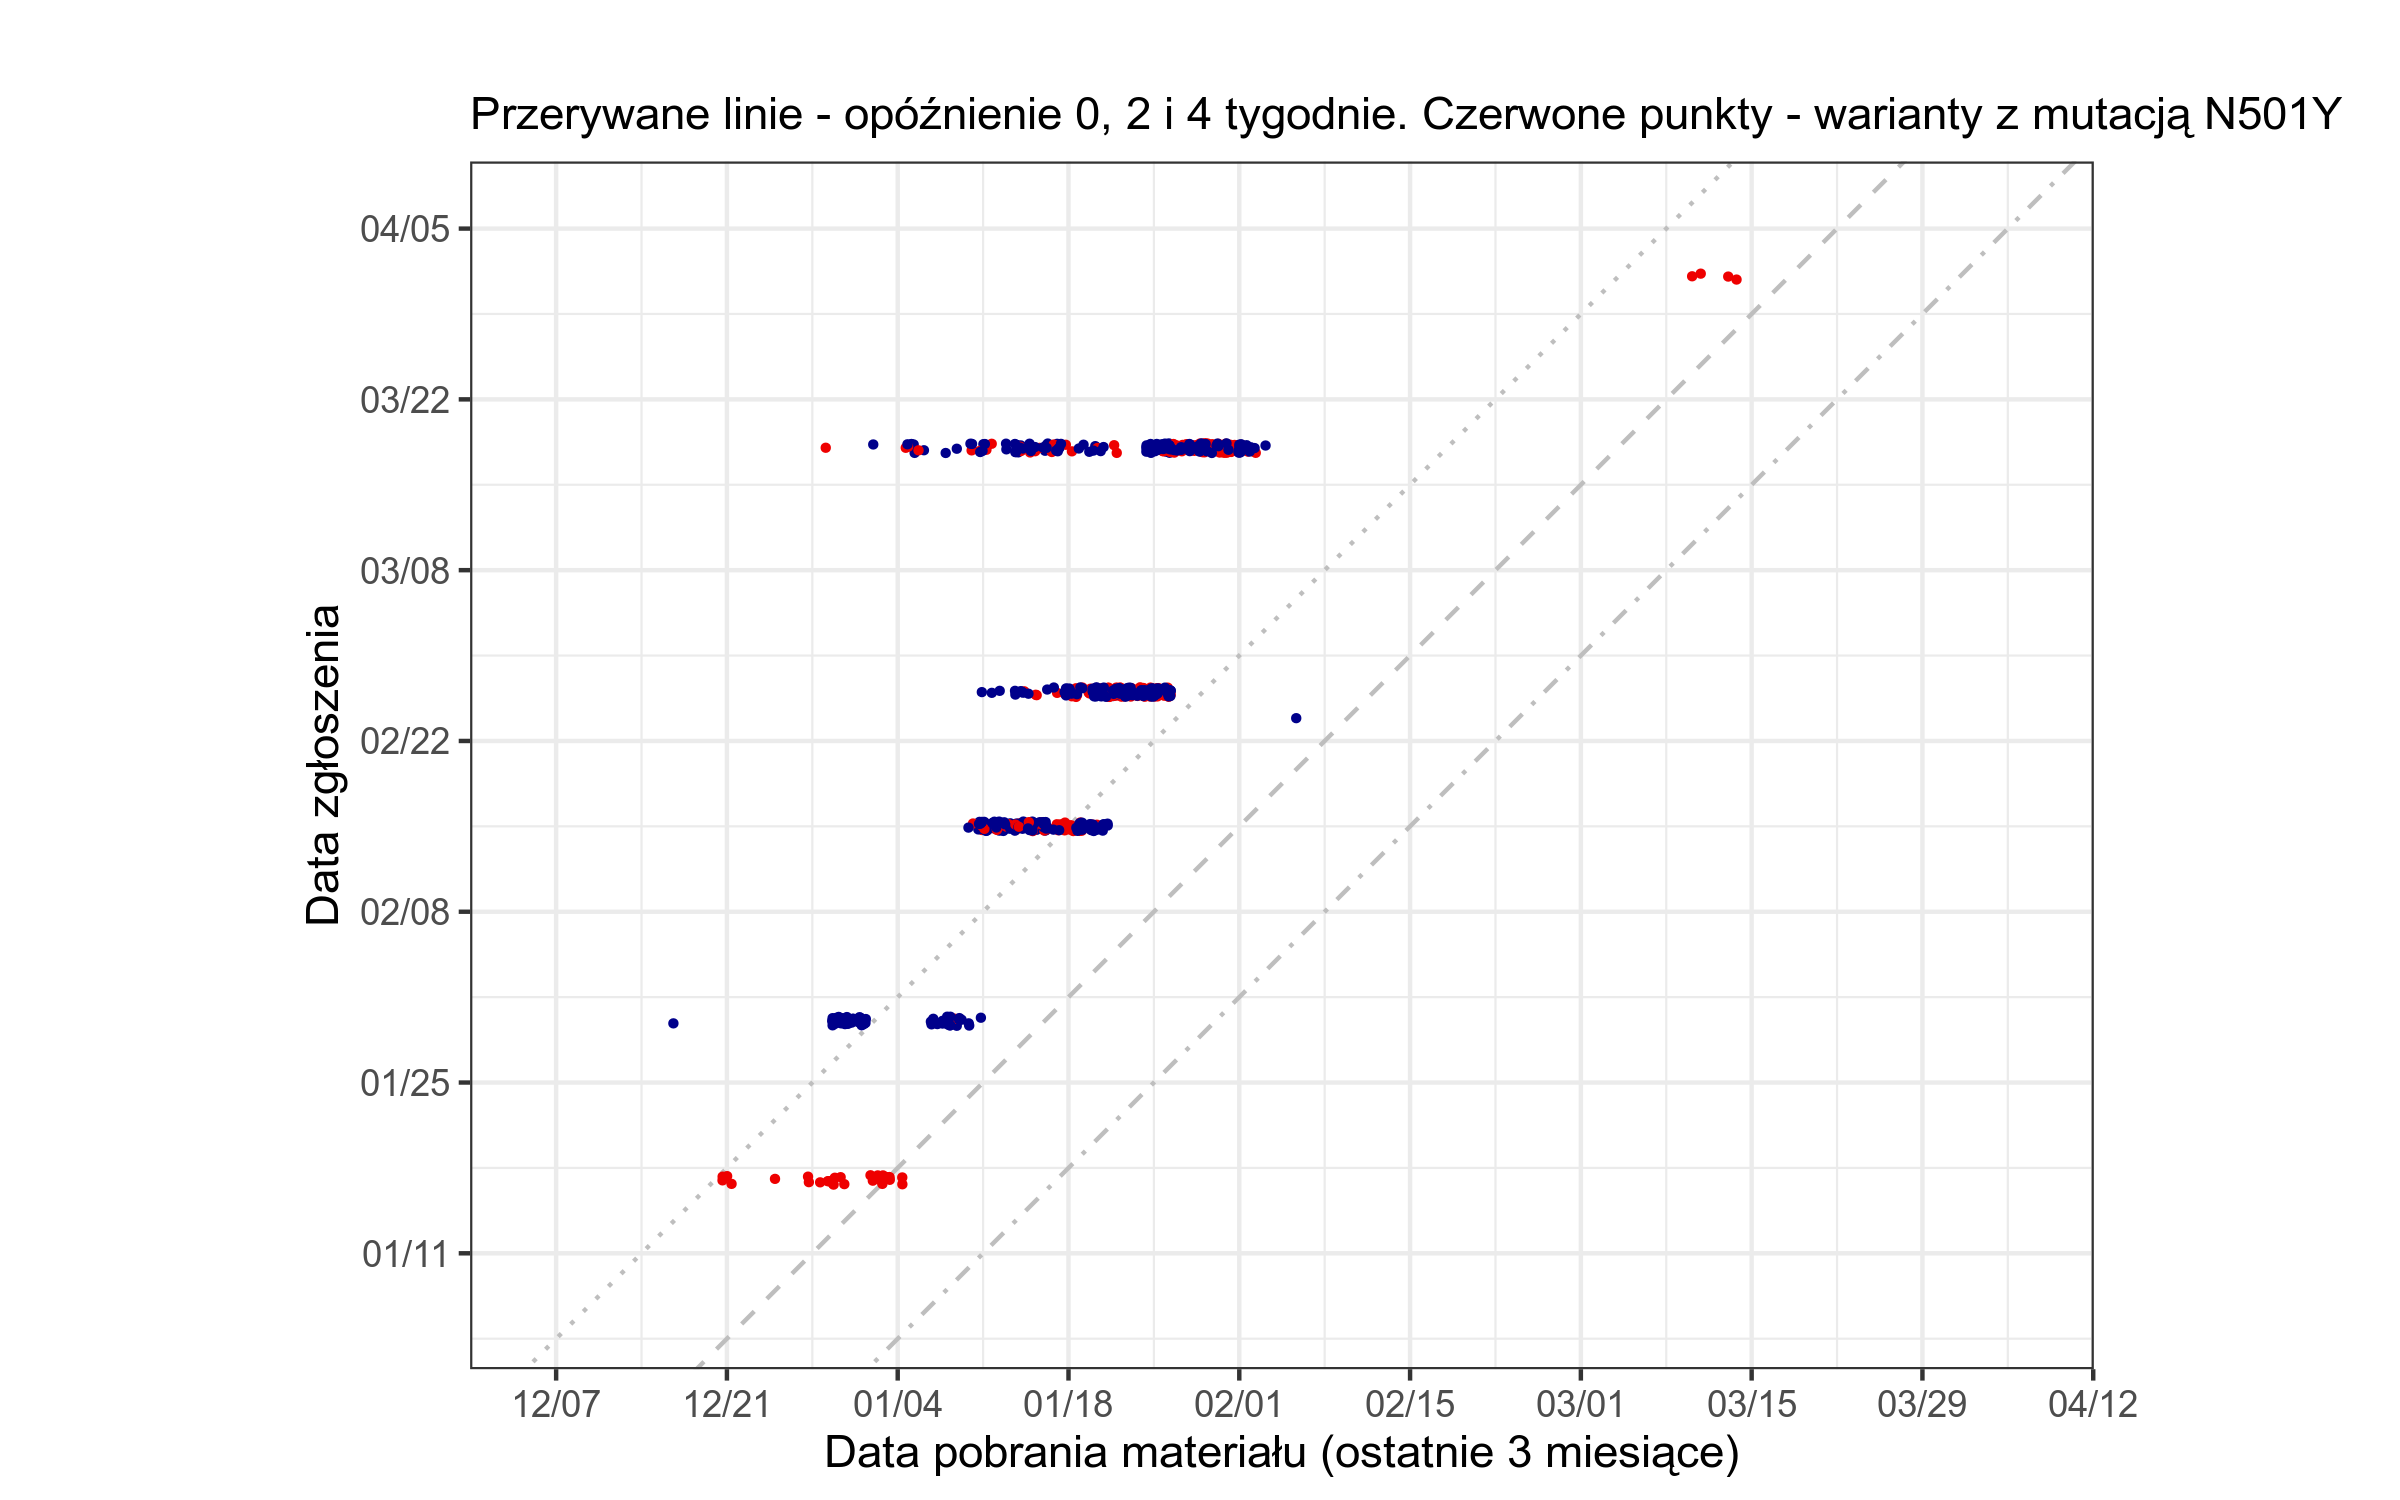 Przerywane linie - opóźnienie 0, 2 i 4 tygodnie. Czerwone punkty - warianty z mutacją N501Y
Data zgłoszenia
04/05
03/22
03/08
02/22
02/08
01/25
01/11
12/07 12/21 01/04 01/18 02/01 02/15 03/01 03/15 03/29 04/12
Data pobrania materiału (ostatnie 3 miesiące)